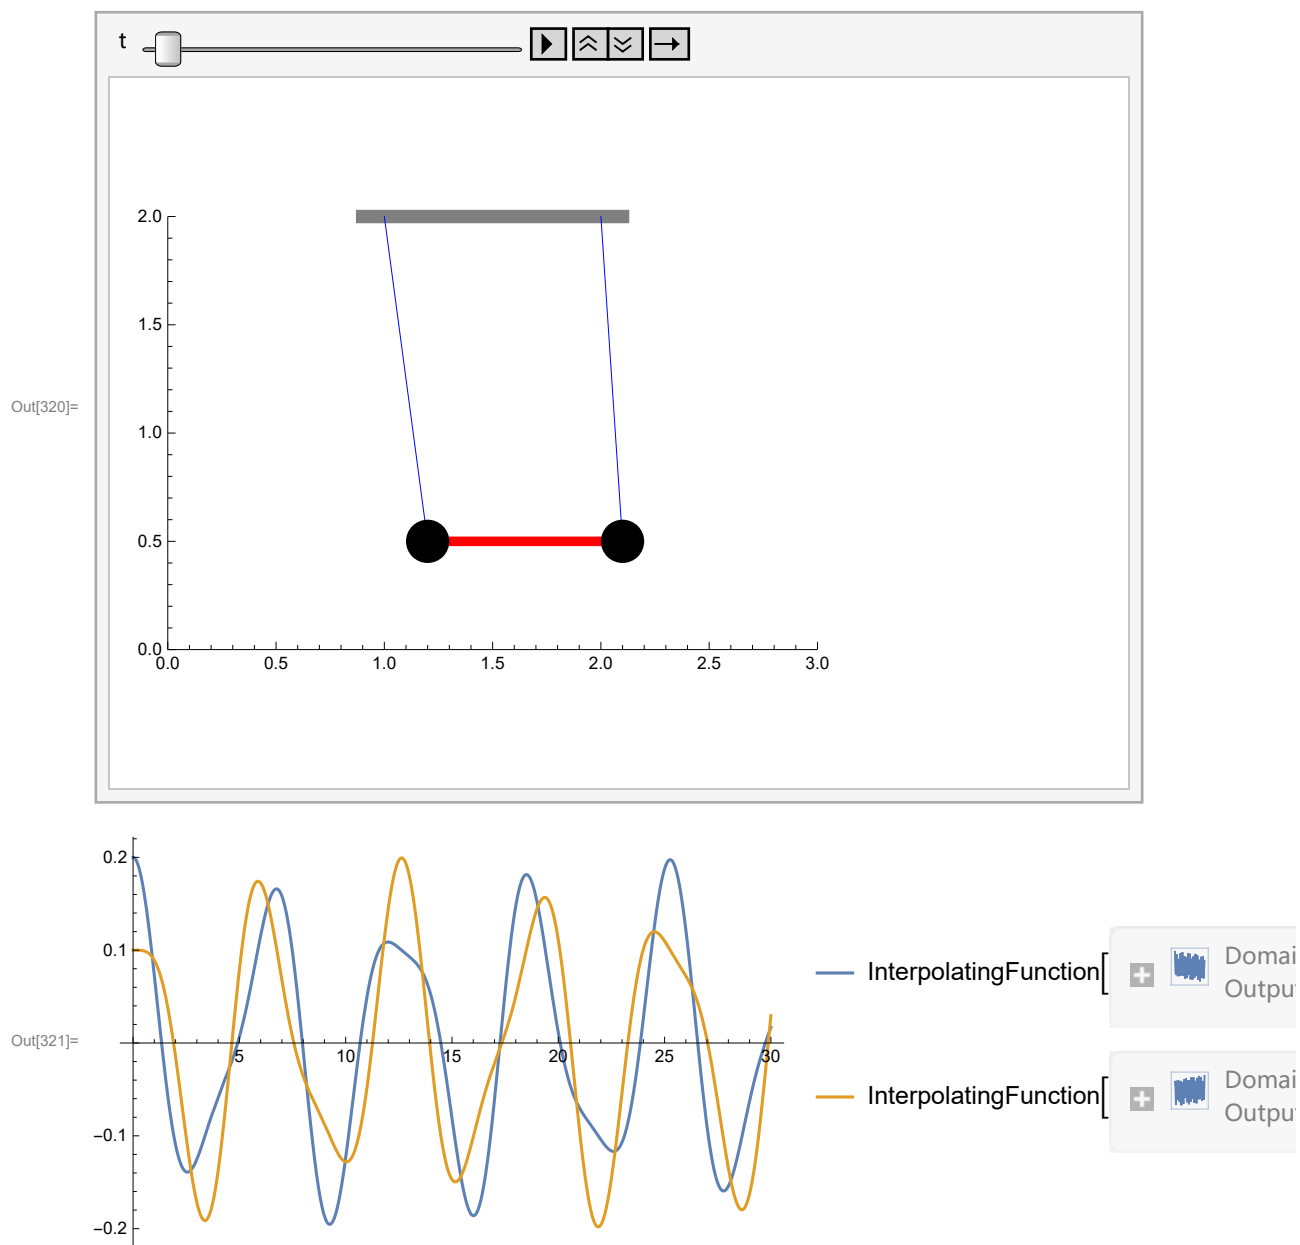 t
2.0
1.5
1.0
0.5
0.0
0.0 0.5 1.0 1.5 2.0 2.5 3.0
Out[320]=
0.2
0.1
5 10 15 20 25 30
-0.1
-0.2
Out[321]=
InterpolatingFunction[
Domai
Outpu
InterpolatingFunction[
Domai
Outpu